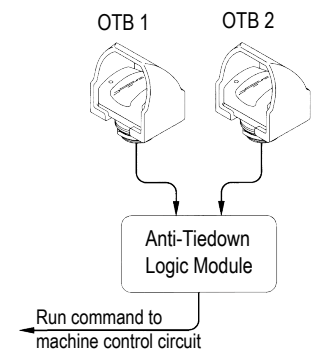 OTB 1 OTB 2
Anti-Tiedown
Logic Module
Run command to
machine control circuit